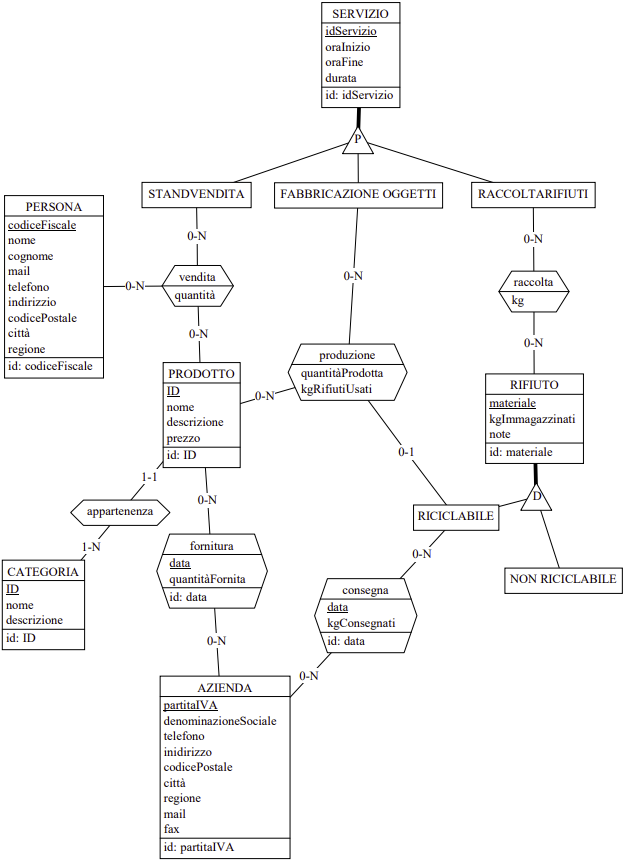 SERVIZIO
idServizio
oraInizio
oraFine
durata
id: idServizio
P
STANDVENDITA
FABBRICAZIONE OGGETTI
RACCOLTARIFIUTI
PERSONA
codiceFiscale
nome
cognome
mail
telefono
indirizzio
codicePostale
città
regione
id: codiceFiscale
0-N
0-N
0-N
0-N
vendita
quantità
raccolta
kg
0-N
0-N
produzione
quantitàProdotta
kgRifiutiUsati
PRODOTTO
ID
nome
descrizione
prezzo
id: ID
0-N
RIFIUTO
materiale
kgImmagazzinati
note
id: materiale
1-1
0-N
0-1
D
appartenenza
RICICLABILE
1-N
0-N
CATEGORIA
ID
nome
descrizione
id: ID
fornitura
data
quantitàFornita
id: data
NON RICICLABILE
consegna
data
kgConsegnati
id: data
0-N
0-N
AZIENDA
partitaIVA
denominazioneSociale
telefono
inidirizzo
codicePostale
città
regione
mail
fax
id: partitaIVA